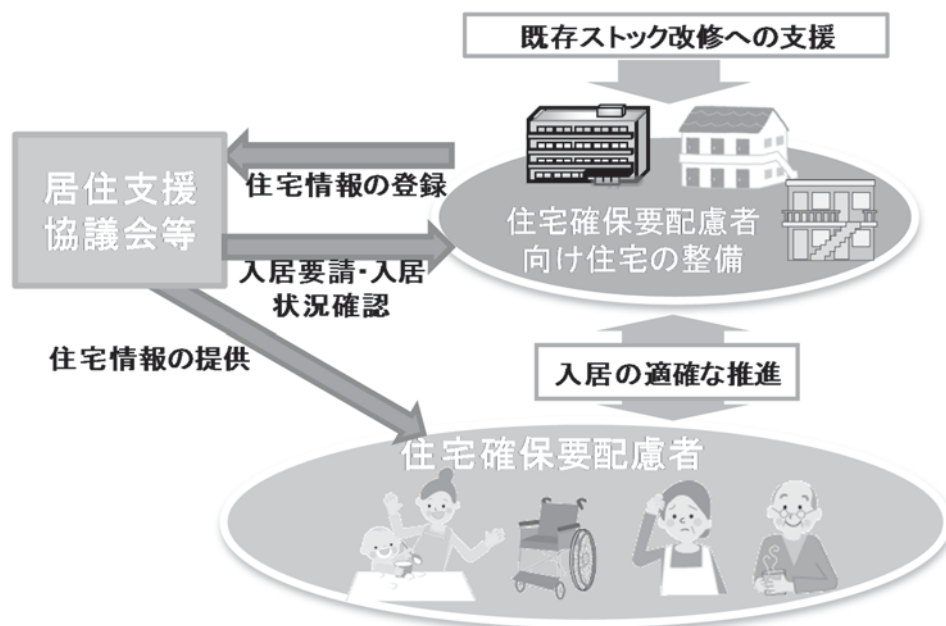 既存ストック改修への支援
住宅情報の登録
居住支援
協議会等
住宅確保要配慮者
向け住宅の整備
入居要請・入居
状況確認
住宅情報の提供
入居の適確な推進
住宅確保要配慮者